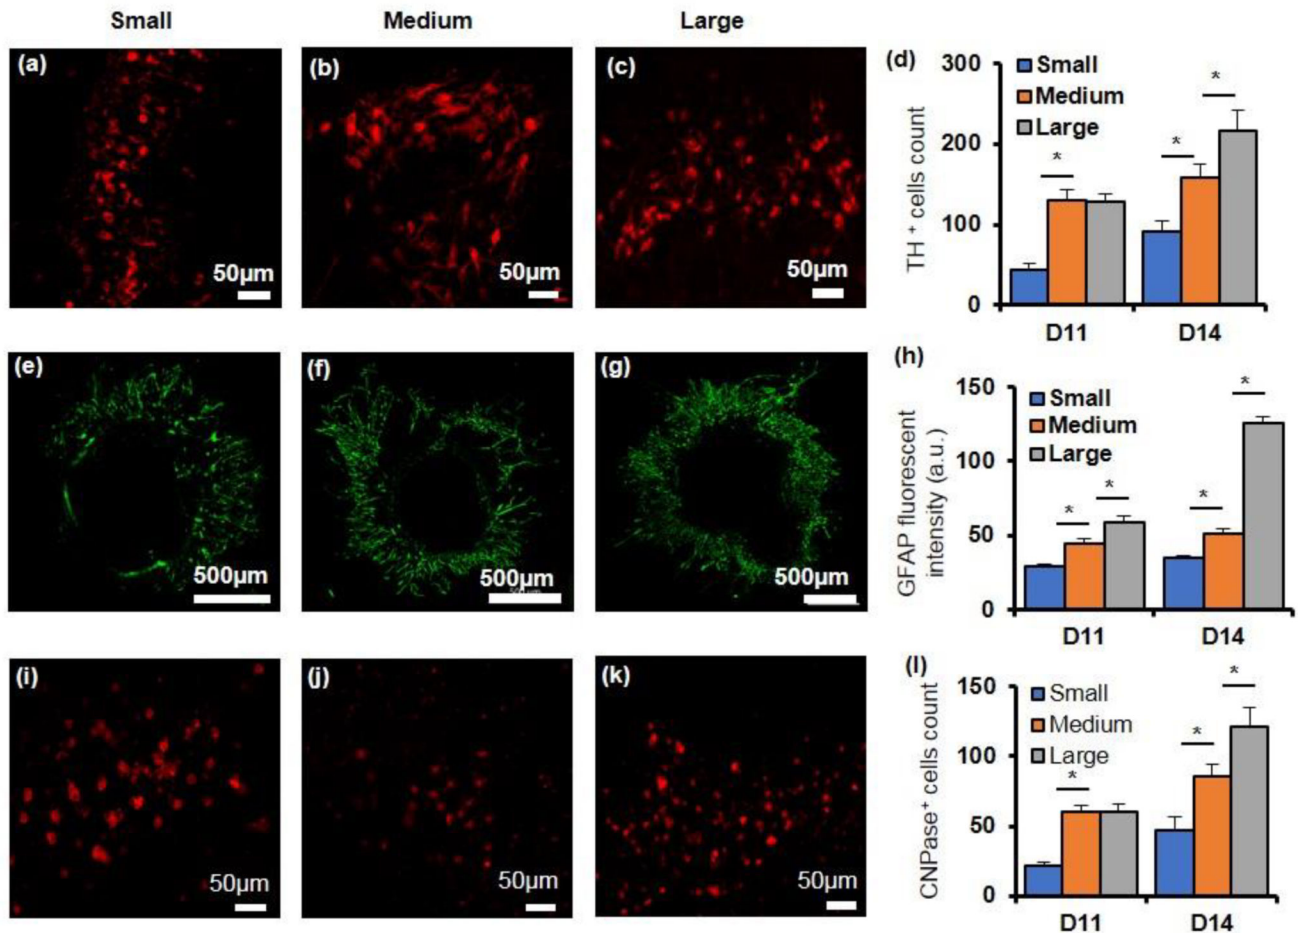 Small Medium Large
(a) (b) (c) (d)
300
Small
Medium
Large
*
*
*
200
100
0
TH + cells count
50µm 50µm 50µm
D11 D14
(e) (f) (g) (h)
150
Small
Medium
Large
*
*
*
*
100
50
0
GFAP fluorescent
intensity (a.u.)
500µm 500µm 500µm
D11 D14
(i) (j) (k) (l)
150
Small
Medium
Large
*
*
*
100
50
0
CNPase+ cells count
50µm 50µm 50µm
D11 D14